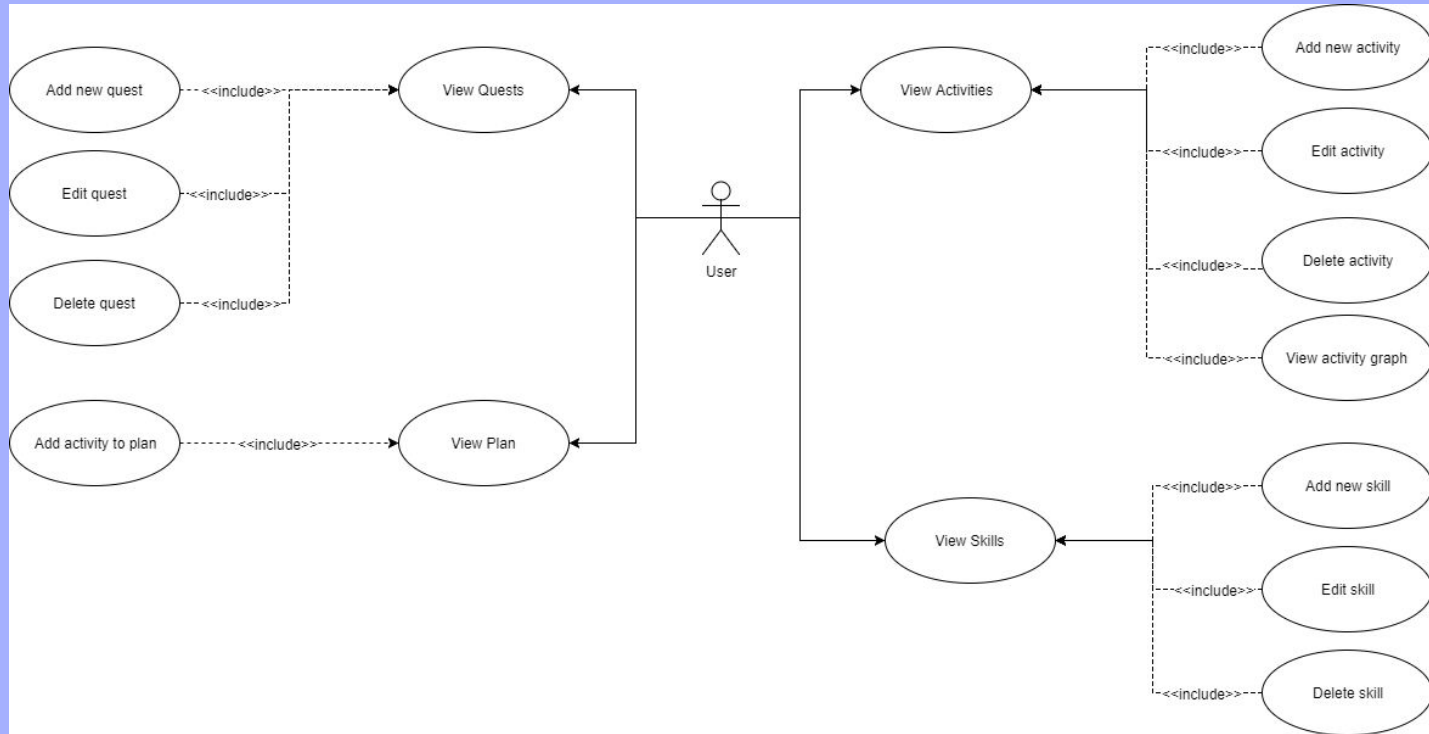 Add new quest
<<include>>
View Quests
Edit quest
<<include>>
Delete quest
<<include>>
Add activity to plan
<<include>>
View Plan
User
View Activities
<<include>>
Add new activity
<<include>>
Edit activity
<<include>>
Delete activity
<<include>>
View activity graph
View Skills
<<include>>
Add new skill
<<include>>
Edit skill
<<include>>
Delete skill